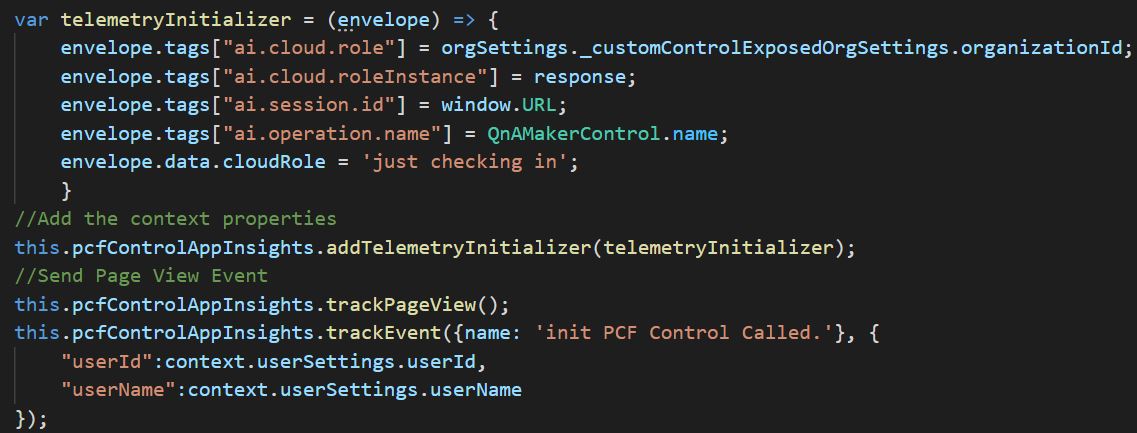 var telemetryInitializer = (envelope) => {
envelope.tags["ai.cloud.role"] = orgSettings._customControlExposedOrgSettings.organizationId;
envelope.tags["ai.cloud.roleInstance"] = response;
envelope.tags["ai.session.id"] = window.URL;
envelope.tags["ai.operation.name"] = QnAMakerControl.name;
envelope.data.cloudRole = 'just checking in';
}
//Add the context properties
this.pcfControlAppInsights.addTelemetryInitializer(telemetryInitializer);
//Send Page View Event
this.pcfControlAppInsights.trackPageView();
this.pcfControlAppInsights.trackEvent({name: 'init PCF Control Called.'}, {
"userId":context.userSettings.userId,
"userName":context.userSettings.userName
});